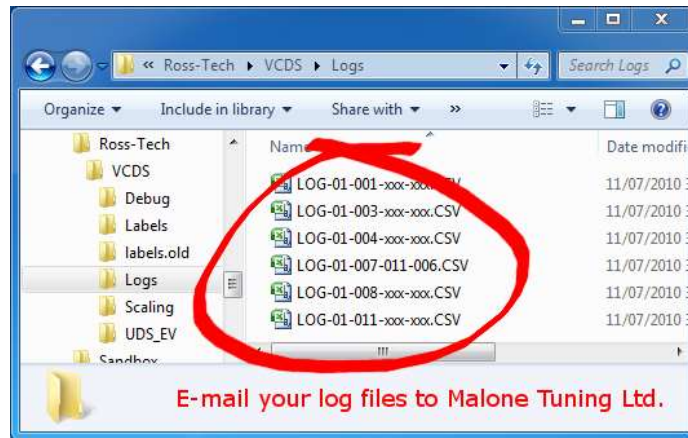 « Ross-Tech ▸ VCDS ▸ Logs
Search Logs
Organize ▾ Include in library ▾ Share with ▾ »
Ross-Tech
VCDS
Debug
Labels
labels.old
Logs
Scaling
UDS_EV
Sandbox
Date modifi
LOG-01-001-xxx-xxx.CSV 11/07/2010
LOG-01-003-xxx-xxx.CSV 11/07/2010
LOG-01-004-xxx-xxx.CSV 11/07/2010
LOG-01-007-011-006.CSV 11/07/2010
LOG-01-008-xxx-xxx.CSV 11/07/2010
LOG-01-011-xxx-xxx.CSV 11/07/2010
E-mail your log files to Malone Tuning Ltd.